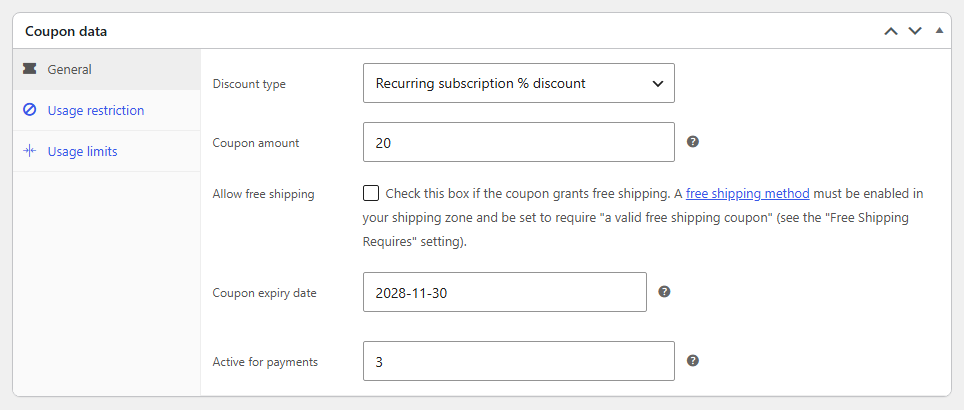 Coupon data
General
Usage restriction
Usage limits
Discount type
Recurring subscription % discount
Coupon amount
20
Allow free shipping
Check this box if the coupon grants free shipping. A free shipping method must be enabled in
your shipping zone and be set to require "a valid free shipping coupon" (see the "Free Shipping
Requires" setting).
Coupon expiry date
2028-11-30
Active for payments
3